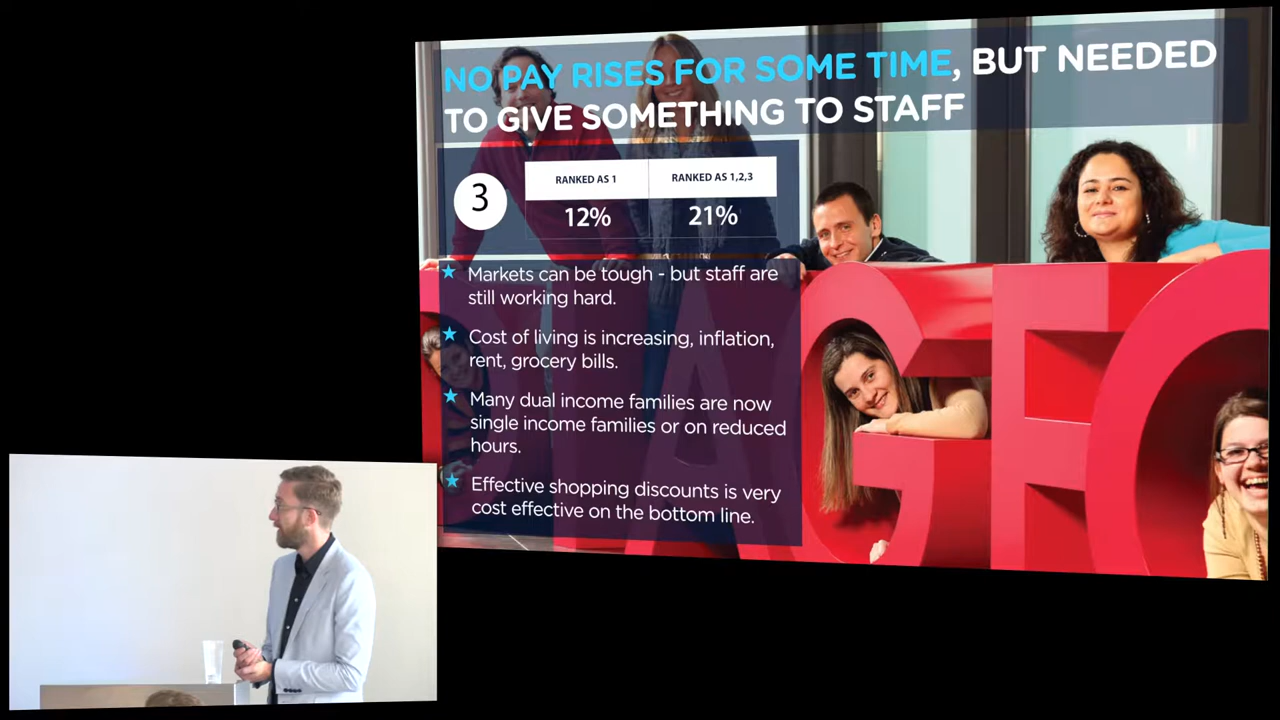 NO PAY RISES FOR SOME TIME, BUT NEEDED
TO GIVE SOMETHING TO STAFF
3
RANKED AS 1
RANKED AS 1,2,3
12%
21%
Markets can be tough - but staff are
still working hard.
Cost of living is increasing, inflation,
rent, grocery bills.
Many dual income families are now
single income families or on reduced
hours.
Effective shopping discounts is very
cost effective on the bottom line.